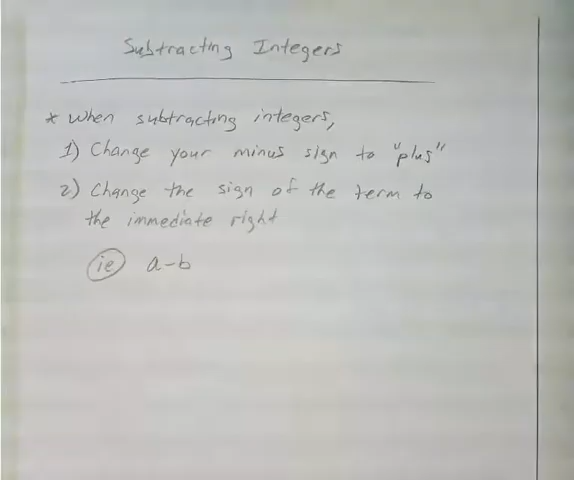 Subtracting Integers
* When subtracting integers,
1) Change your minus sign to "plus"
2) Change the sign of the term to
the immediate right
ie a-b